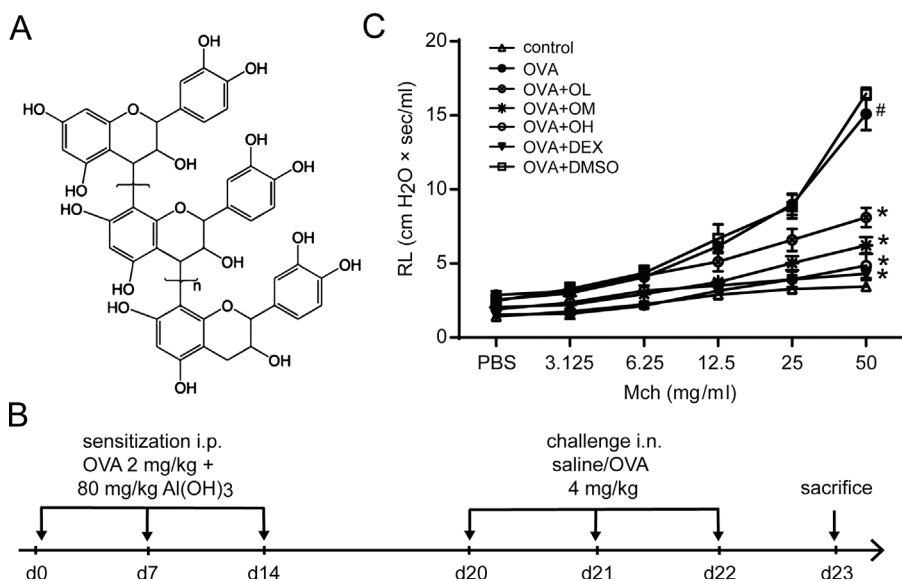 A
OH
OH
HO
O
OH
OH
OH
OH
HO
O
OH
OH
OH
OH
HO
n
O
OH
OH
C
RL (cm H2O × sec/ml)
20
15
10
5
0
control
OVA
OVA+OL
OVA+OM
OVA+OH
OVA+DEX
OVA+DMSO
#
*
*
*
*
PBS 3.125 6.25 12.5 25 50
Mch (mg/ml)
B
sensitization i.p.
OVA 2 mg/kg +
80 mg/kg Al(OH)3
challenge i.n.
saline/OVA
4 mg/kg
sacrifice
d0 d7 d14 d20 d21 d22 d23